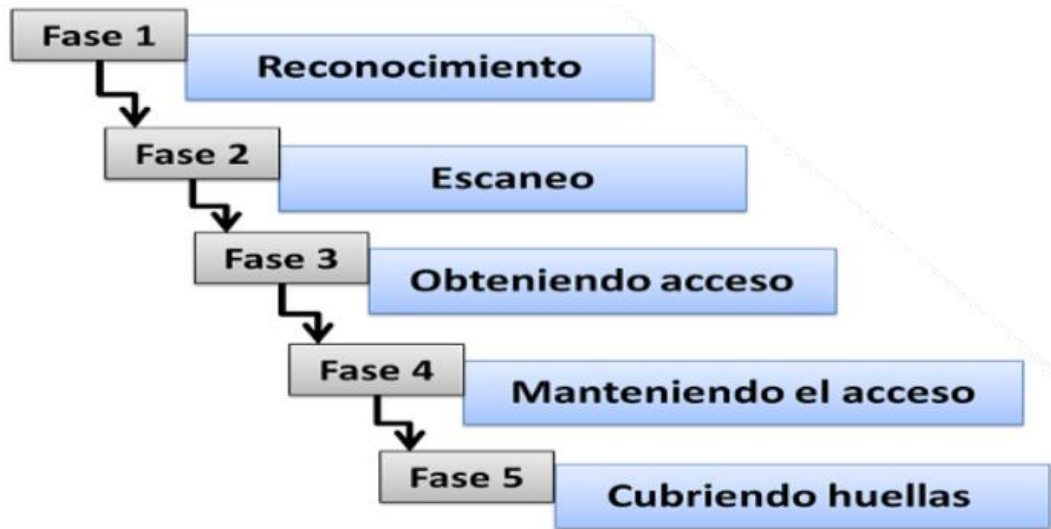 Fase 1
Reconocimiento
Fase 2
Escaneo
Fase 3
Obteniendo acceso
Fase 4
Manteniendo el acceso
Fase 5
Cubriendo huellas